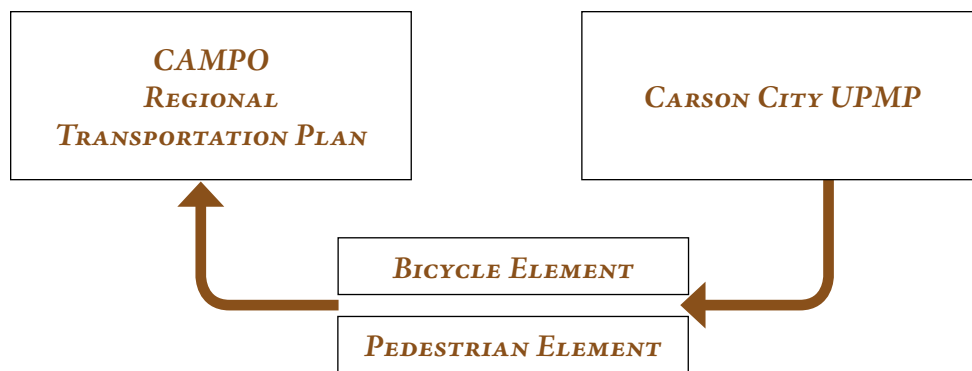 CAMPO
Regional
Transportation Plan
Carson City UPMP
Bicycle Element
Pedestrian Element